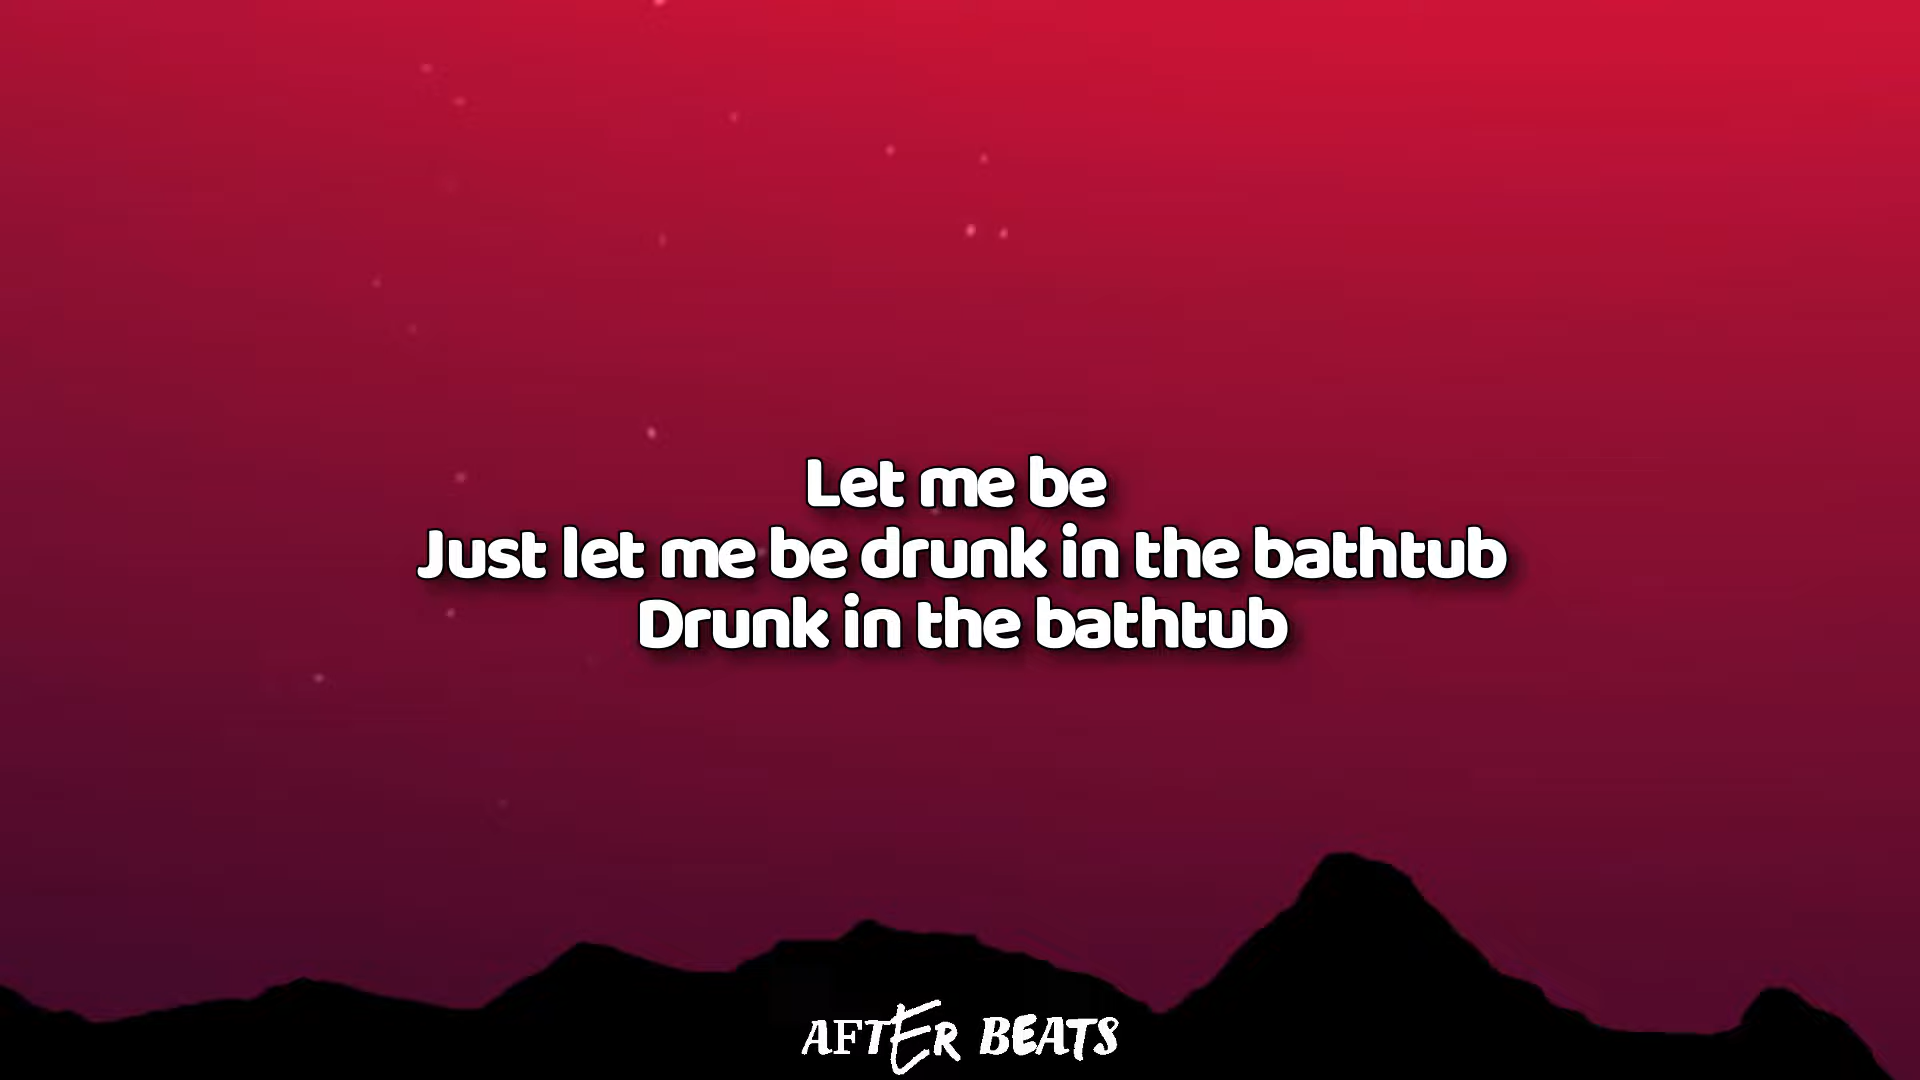 Let me be
Just let me be drunk in the bathtub
Drunk in the bathtub
AFTER BEATS